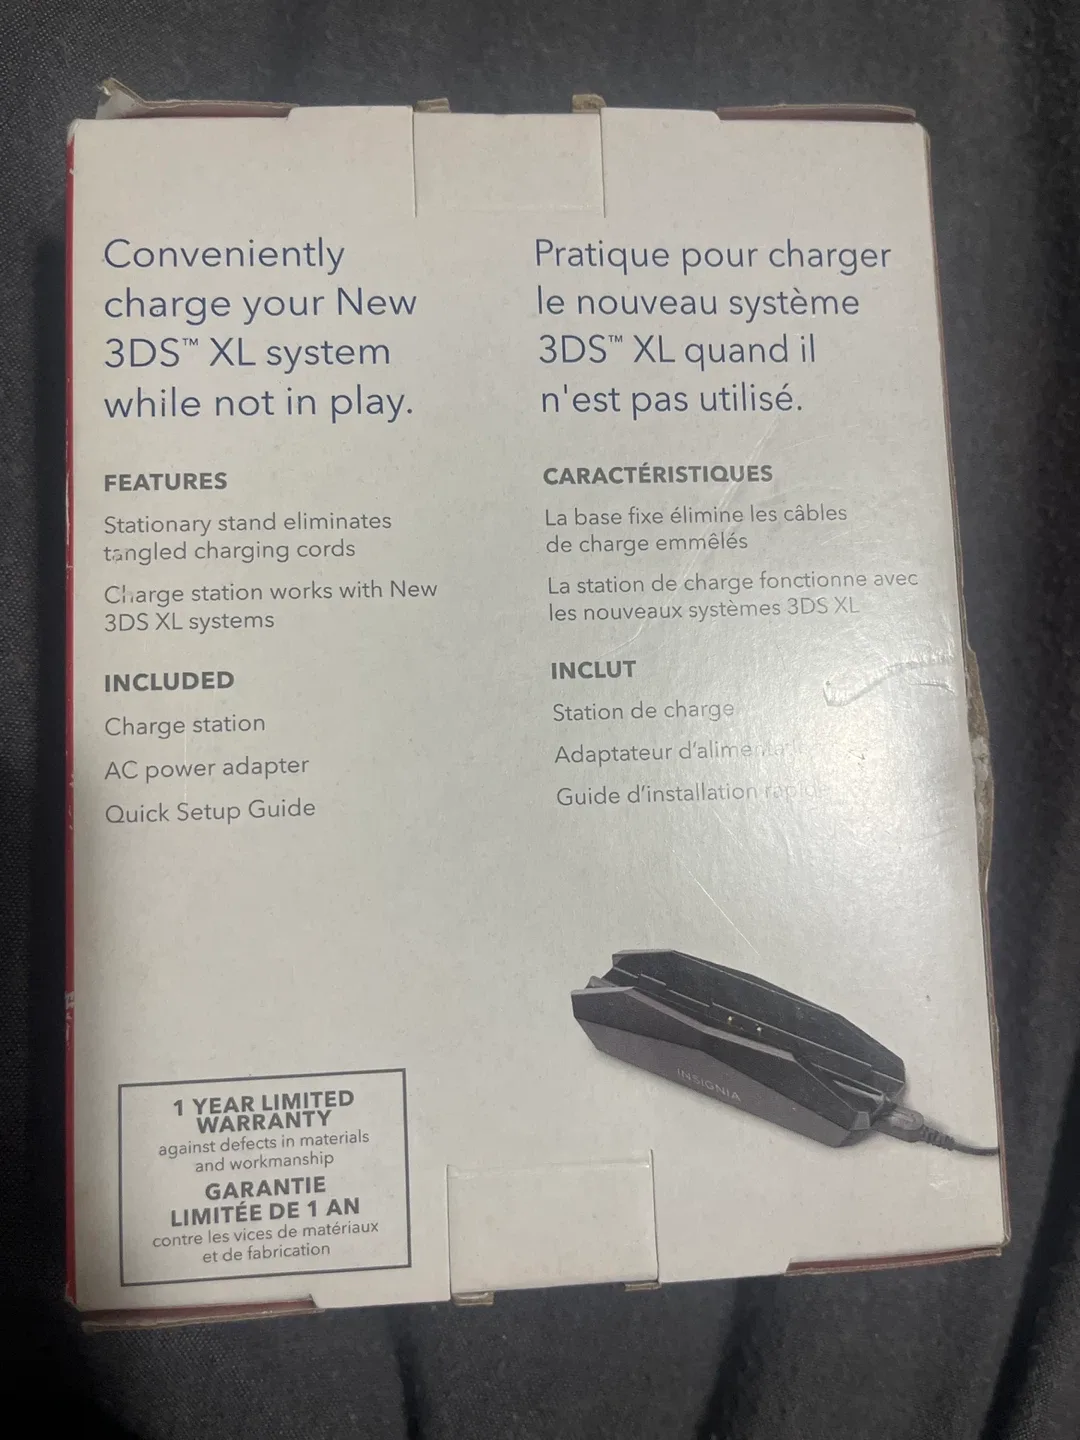 Conveniently
charge your New
3DS™ XL system
while not in play.
FEATURES
Stationary stand eliminates
tangled charging cords
Charge station works with New
3DS XL systems
INCLUDED
Charge station
AC power adapter
Quick Setup Guide
Pratique pour charger
le nouveau système
3DS™ XL quand il
n'est pas utilisé.
CARACTÉRISTIQUES
La base fixe élimine les câbles
de charge emmêlés
La station de charge fonctionne avec
les nouveaux systèmes 3DS XL
INCLUT
Station de charge
Adaptateur d'alimentation
Guide d'installation rapide
INSIGNIA
1 YEAR LIMITED
WARRANTY
against defects in materials
and workmanship
GARANTIE
LIMITÉE DE 1 AN
contre les vices de matériaux
et de fabrication